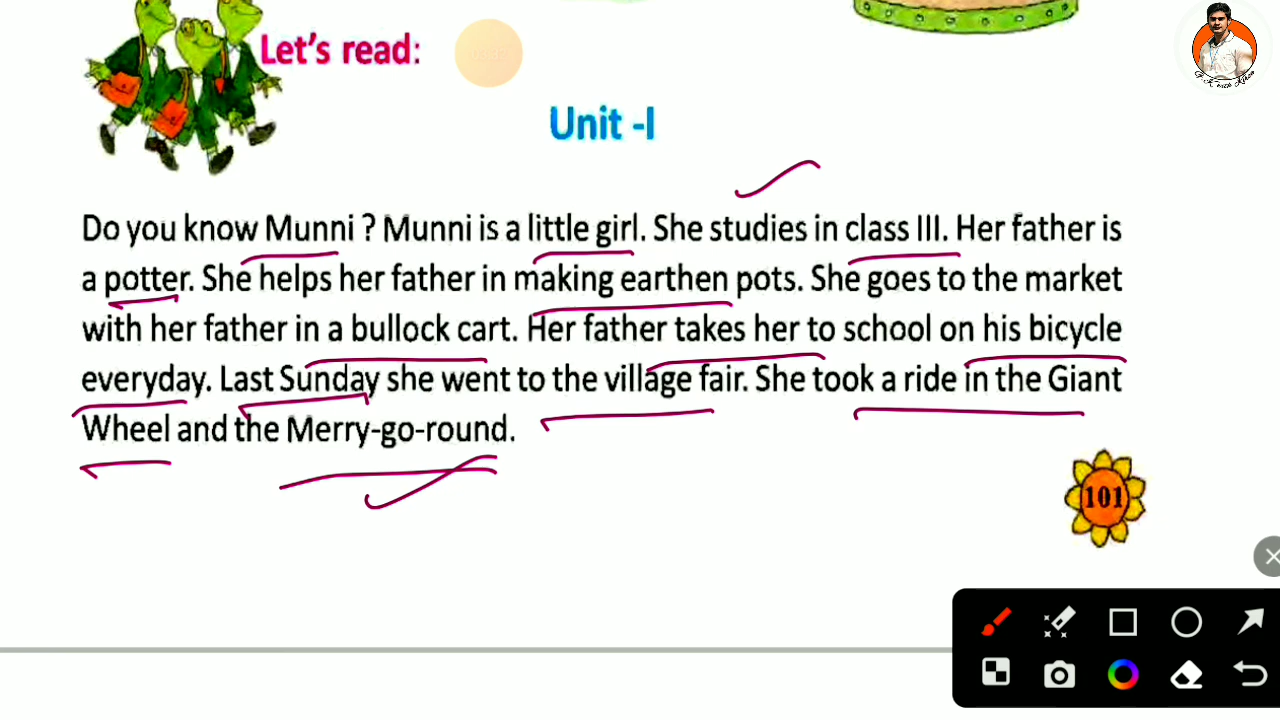 Let's read:
Unit -I
Do you know Munni ? Munni is a little girl. She studies in class III. Her father is
a potter. She helps her father in making earthen pots. She goes to the market
with her father in a bullock cart. Her father takes her to school on his bicycle
everyday. Last Sunday she went to the village fair. She took a ride in the Giant
Wheel and the Merry-go-round.
101